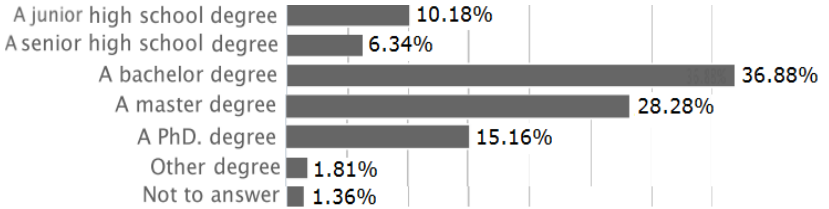 A junior high school degree 10.18%
A senior high school degree 6.34%
A bachelor degree 36.88%
A master degree 28.28%
A PhD. degree 15.16%
Other degree 1.81%
Not to answer 1.36%